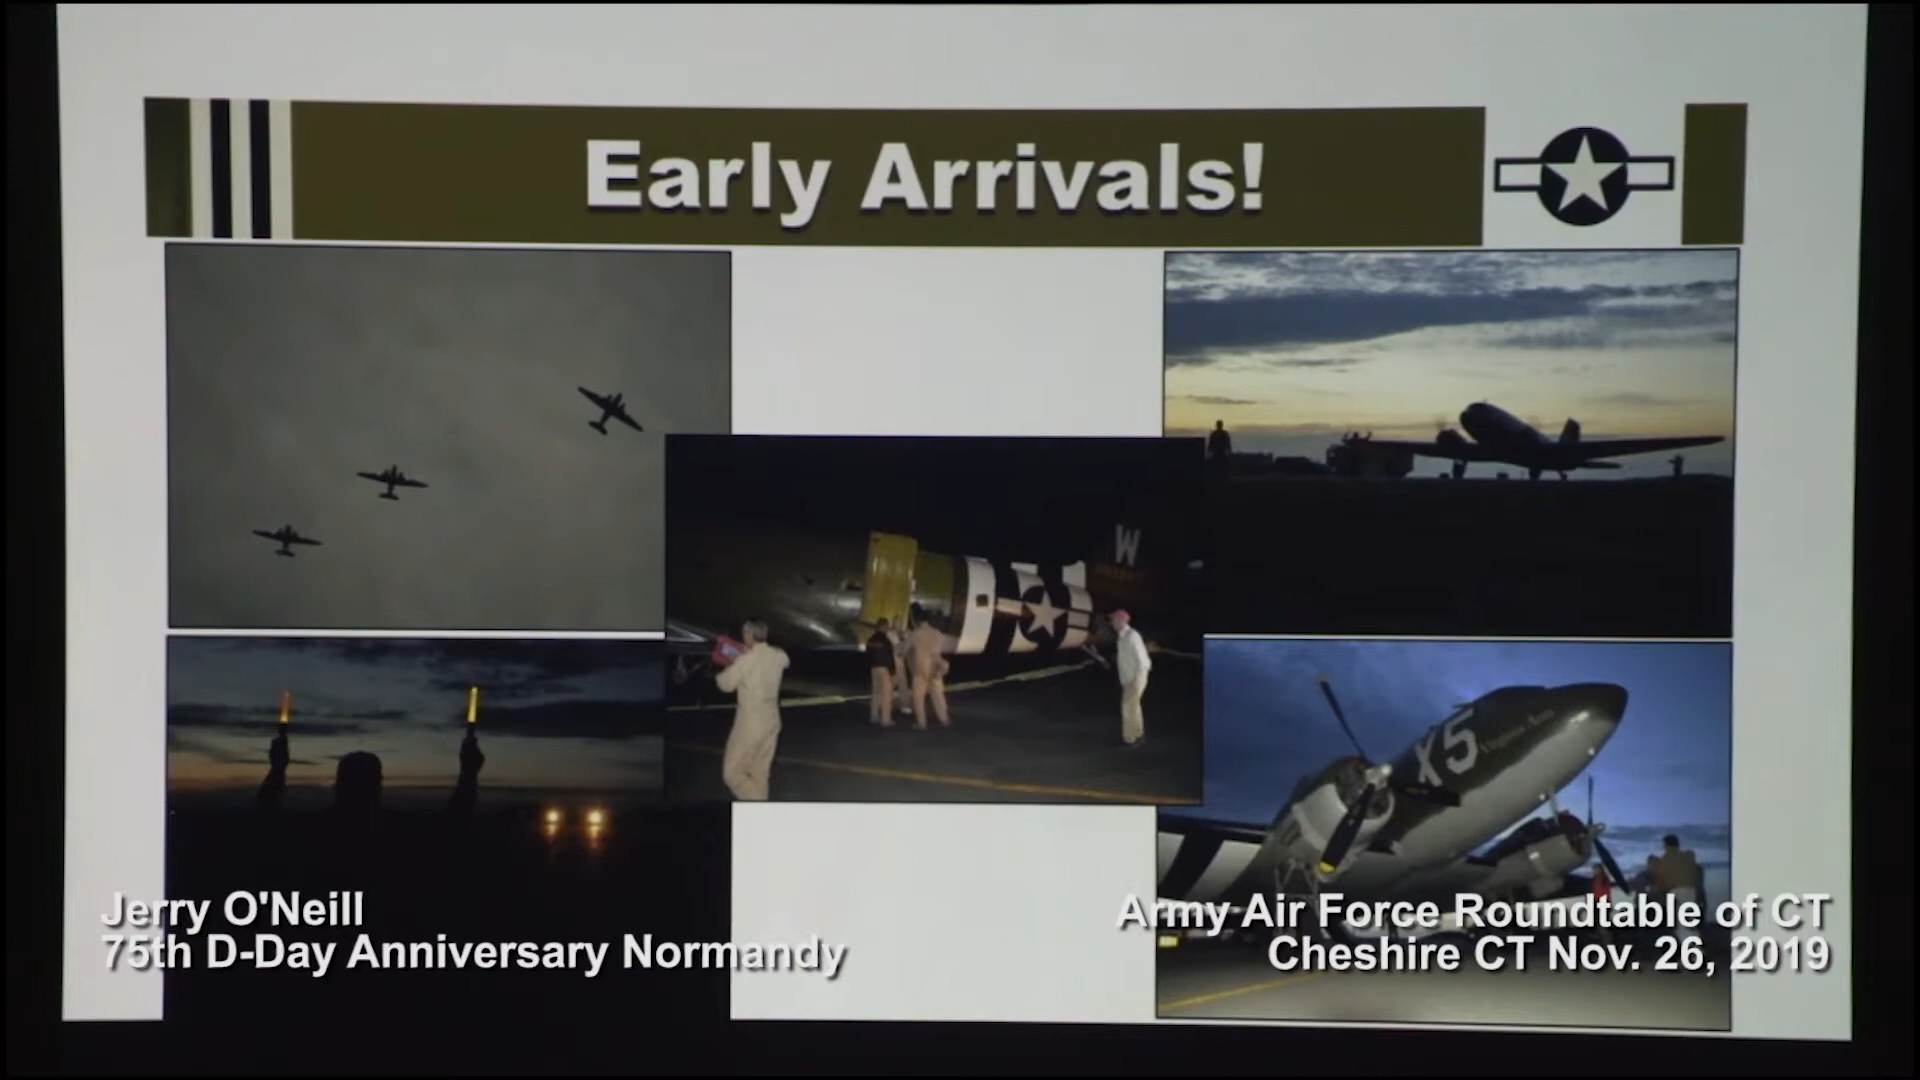 Early Arrivals!
W
X5
Jerry O'Neill
75th D-Day Anniversary Normandy
Army Air Force Roundtable of CT
Cheshire CT Nov. 26, 2019